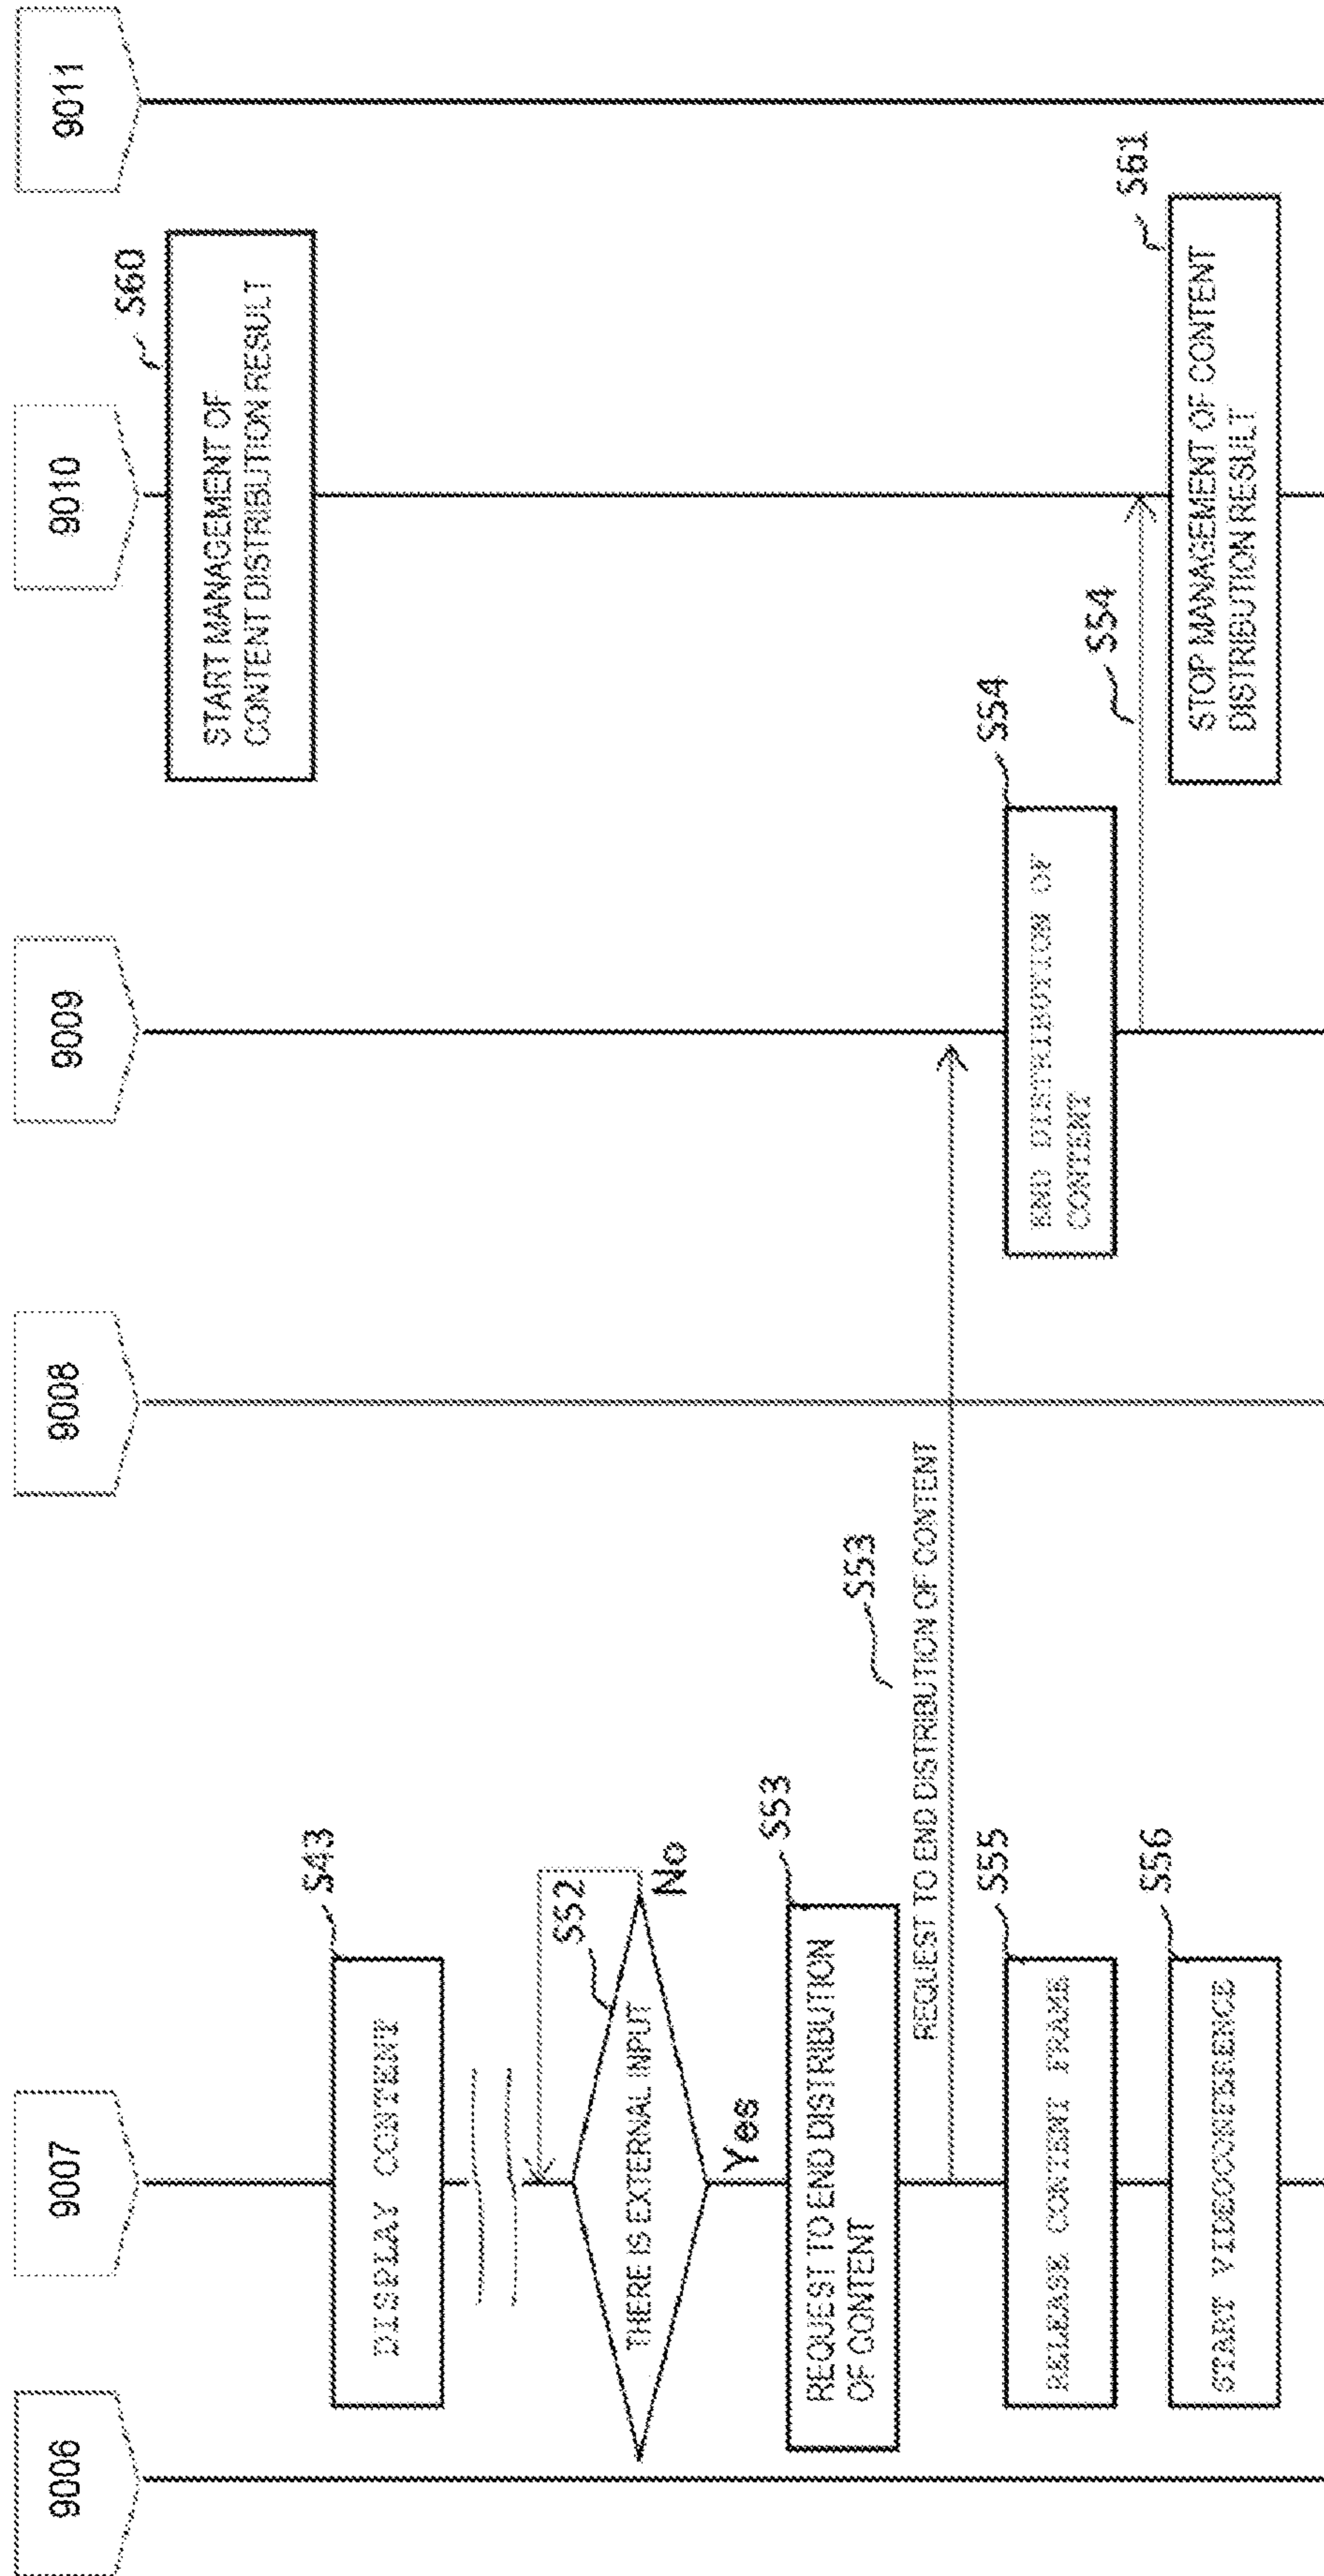 9006
9007
9008
9009
9010
9011
S60
START MANAGEMENT OF
CONTENT DISTRIBUTION RESULT
S43
DISPLAY CONTENT
S52
THERE IS EXTERNAL INPUT
No
Yes
S53
REQUEST TO END DISTRIBUTION
OF CONTENT
S53
REQUEST TO END DISTRIBUTION OF CONTENT
S54
END DISTRIBUTION OF
CONTENT
S55
RELEASE CONTENT FRAME
S54
S56
START VIDEOCONFERENCE
S61
STOP MANAGEMENT OF CONTENT
DISTRIBUTION RESULT